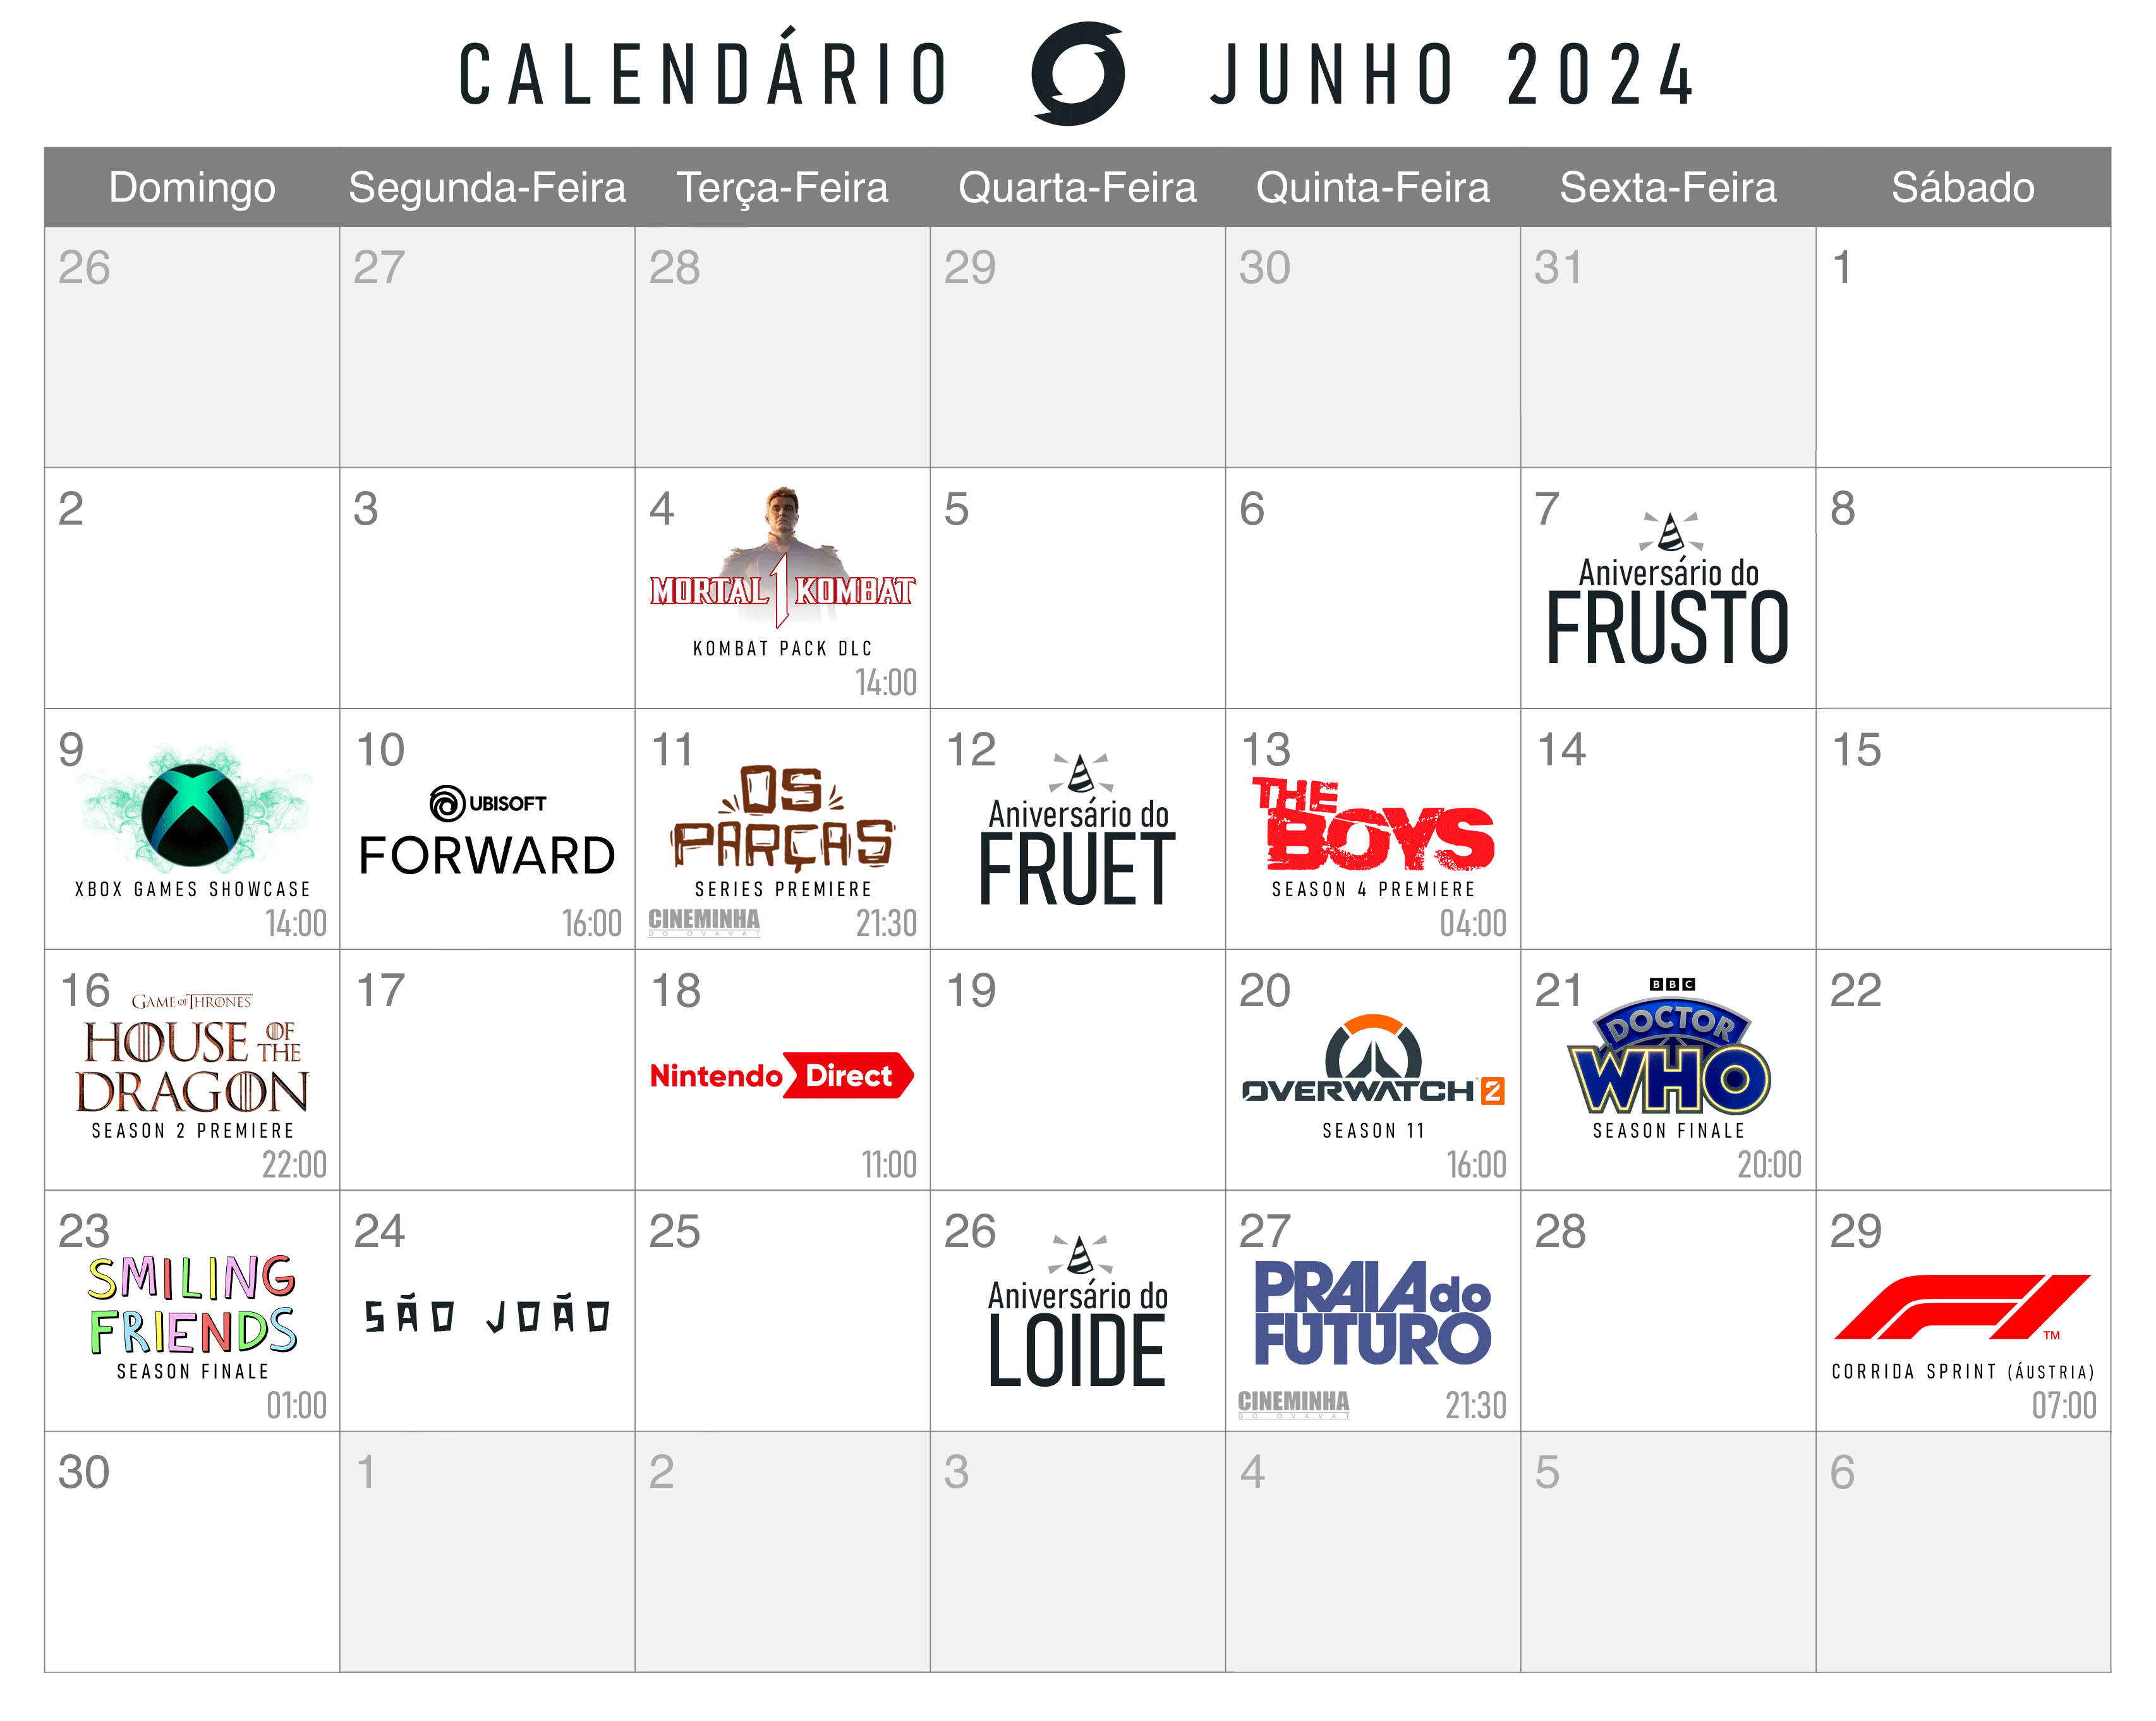 CALENDÁRIO JUNHO 2024
Domingo Segunda-Feira Terça-Feira Quarta-Feira Quinta-Feira Sexta-Feira Sábado
26 27 28 29 30 31 1
2
3
4
MORTAL 1 KOMBAT
KOMBAT PACK DLC
14:00
5
6
7
Aniversário do
FRUSTO
8
9
XBOX GAMES SHOWCASE
14:00
10
UBISOFT
FORWARD
16:00
11
OS
PARÇAS
SERIES PREMIERE
CINEMINHA
DO OVAVAT
21:30
12
Aniversário do
FRUET
13
THE
BOYS
SEASON 4 PREMIERE
04:00
14
15
16
GAME OF THRONES
HOUSE OF THE
DRAGON
SEASON 2 PREMIERE
22:00
17
18
Nintendo Direct
11:00
19
20
OVERWATCH 2
SEASON 11
16:00
21
BBC
DOCTOR
WHO
SEASON FINALE
20:00
22
23
SMILING
FRIENDS
SEASON FINALE
01:00
24
SÃO JOÃO
25
26
Aniversário do
LOIDE
27
PRAIA do
FUTURO
CINEMINHA
DO OVAVAT
21:30
28
29
F1 TM
CORRIDA SPRINT (ÁUSTRIA)
07:00
30 1 2 3 4 5 6